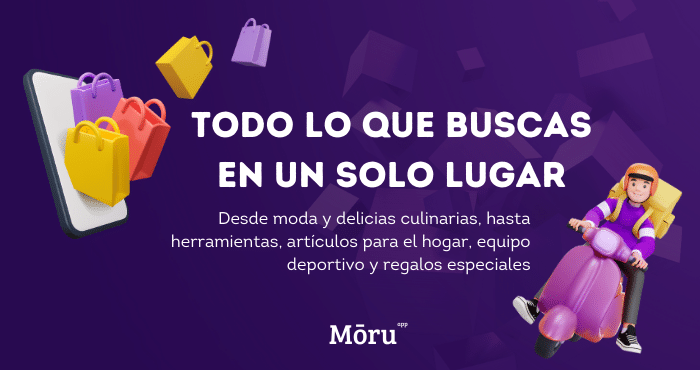 TODO LO QUE BUSCAS
EN UN SOLO LUGAR
Desde moda y delicias culinarias, hasta
herramientas, artículos para el hogar, equipo
deportivo y regalos especiales
Mōru app